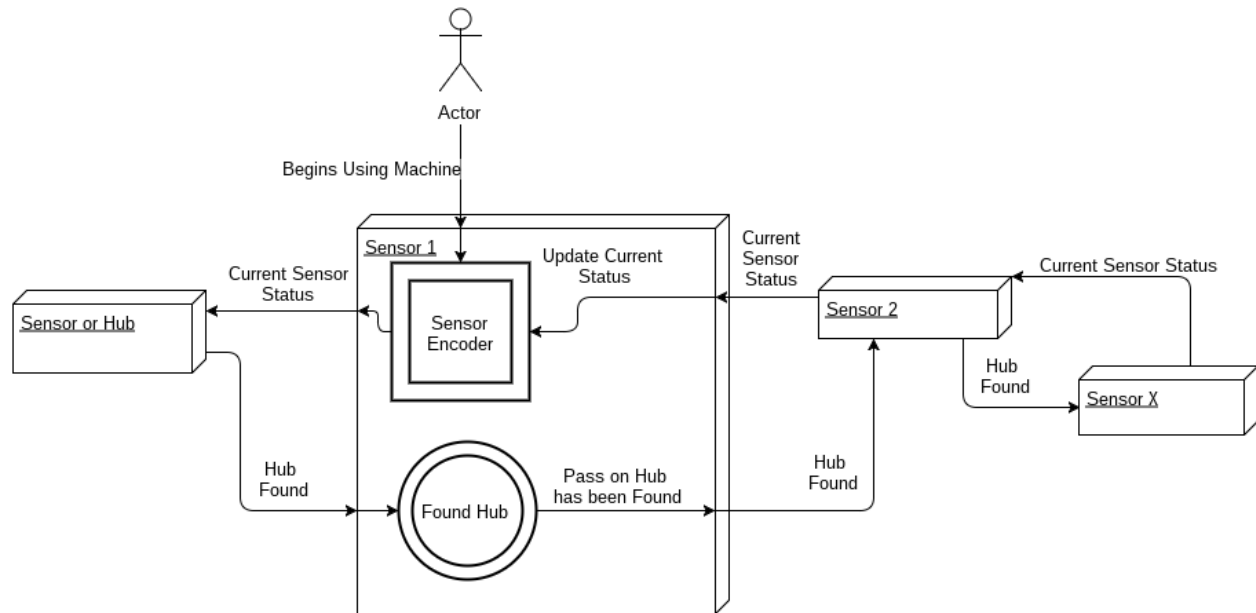 Actor
Begins Using Machine
Sensor 1
Update Current
Status
Current
Sensor
Status
Current Sensor Status
Current Sensor
Status
Sensor or Hub
Sensor
Encoder
Sensor 2
Hub
Found
Sensor X
Hub
Found
Found Hub
Pass on Hub
has been Found
Hub
Found